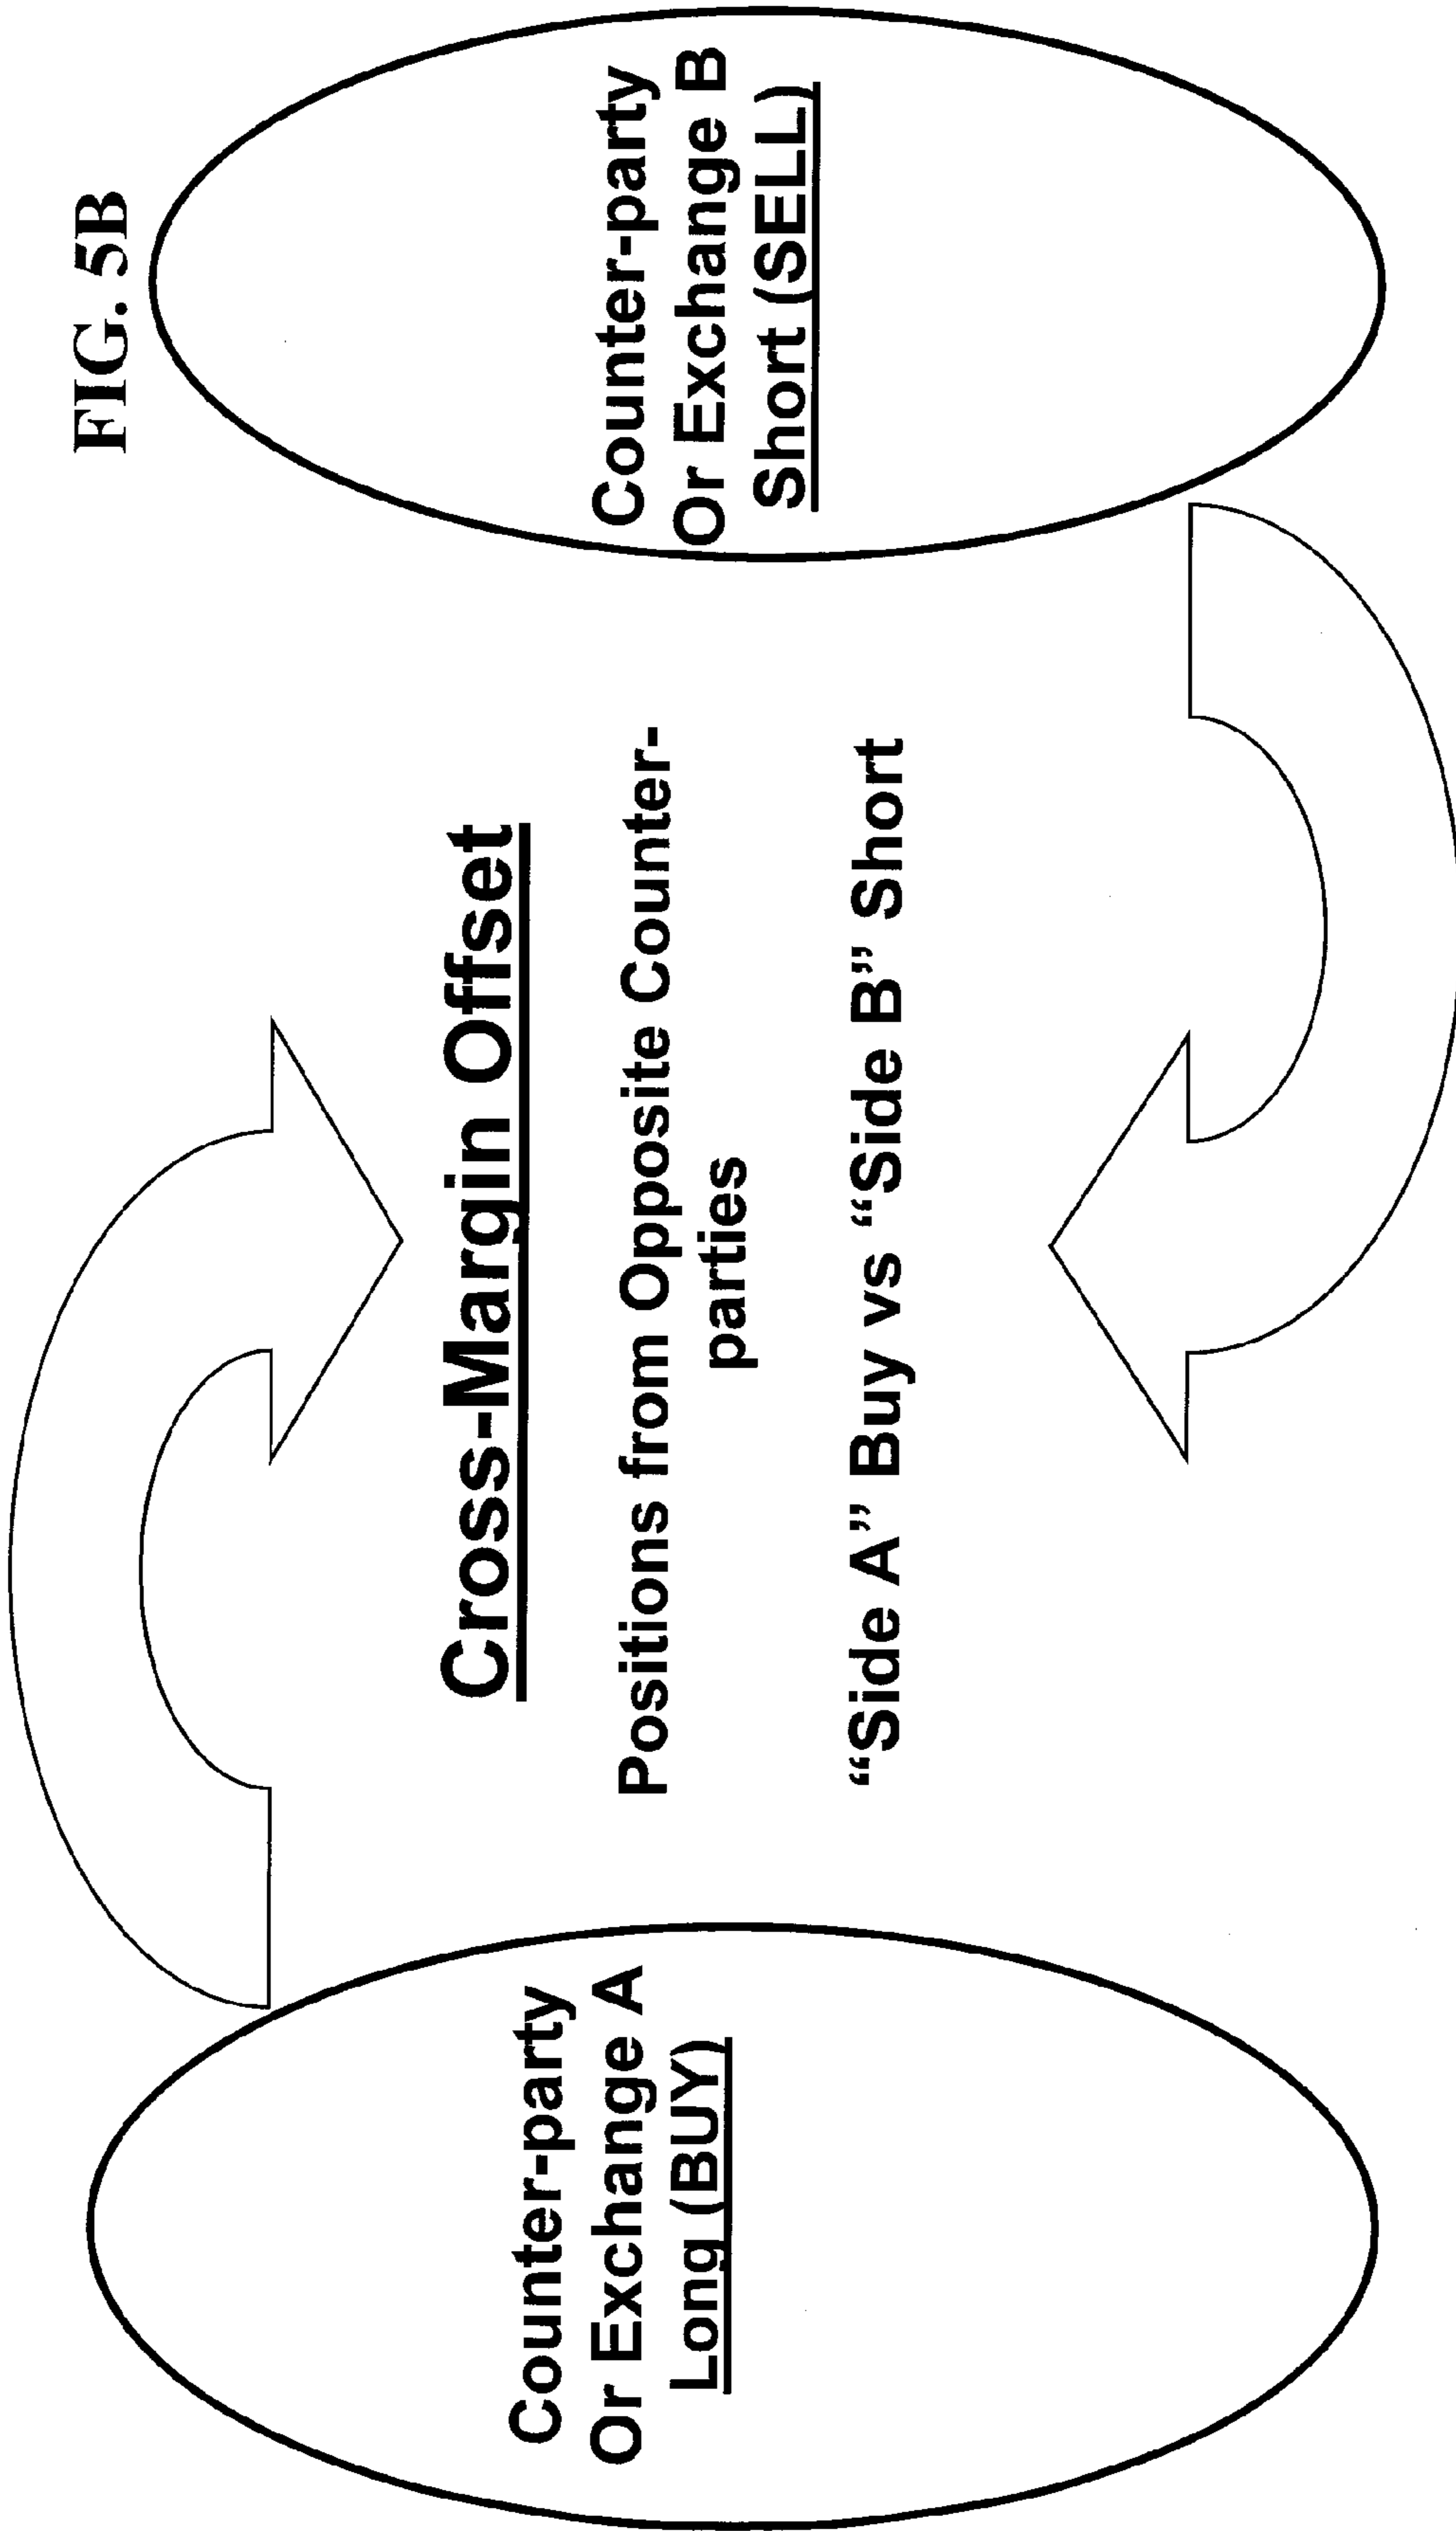 FIG. 5B
Counter-party
Or Exchange A
Long (BUY)
Cross-Margin Offset
Positions from Opposite Counter-
parties
“Side A” Buy vs “Side B” Short
Counter-party
Or Exchange B
Short (SELL)